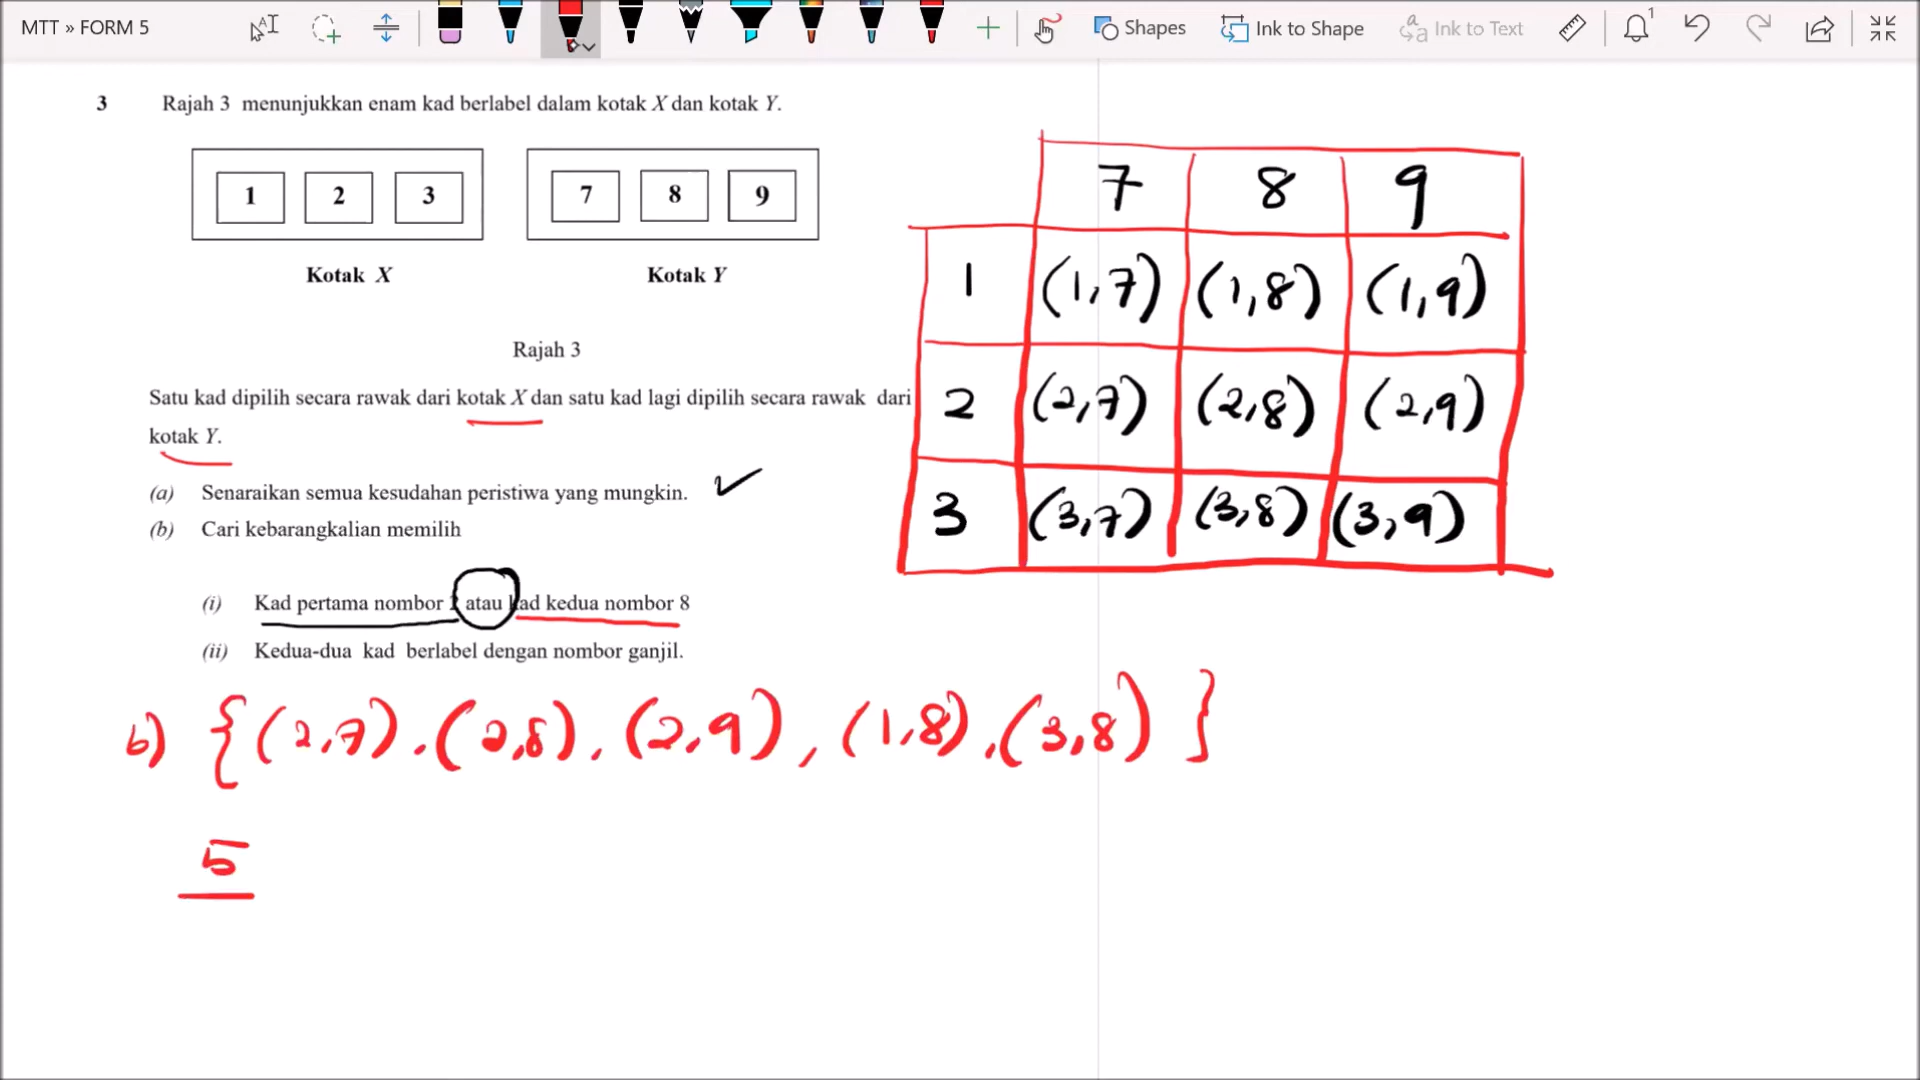 MTT » FORM 5
Shapes
Ink to Shape
Ink to Text
1
3 Rajah 3 menunjukkan enam kad berlabel dalam kotak X dan kotak Y.
1 2 3
7 8 9
Kotak X
Kotak Y
Rajah 3
Satu kad dipilih secara rawak dari kotak X dan satu kad lagi dipilih secara rawak dari
kotak Y.
(a) Senaraikan semua kesudahan peristiwa yang mungkin.
(b) Cari kebarangkalian memilih
(i) Kad pertama nombor 2 atau kad kedua nombor 8
(ii) Kedua-dua kad berlabel dengan nombor ganjil.
7 8 9
1 (1,7) (1,8) (1,9)
2 (2,7) (2,8) (2,9)
3 (3,7) (3,8) (3,9)
b) {(2,7), (2,8), (2,9), (1,8), (3,8)}
5